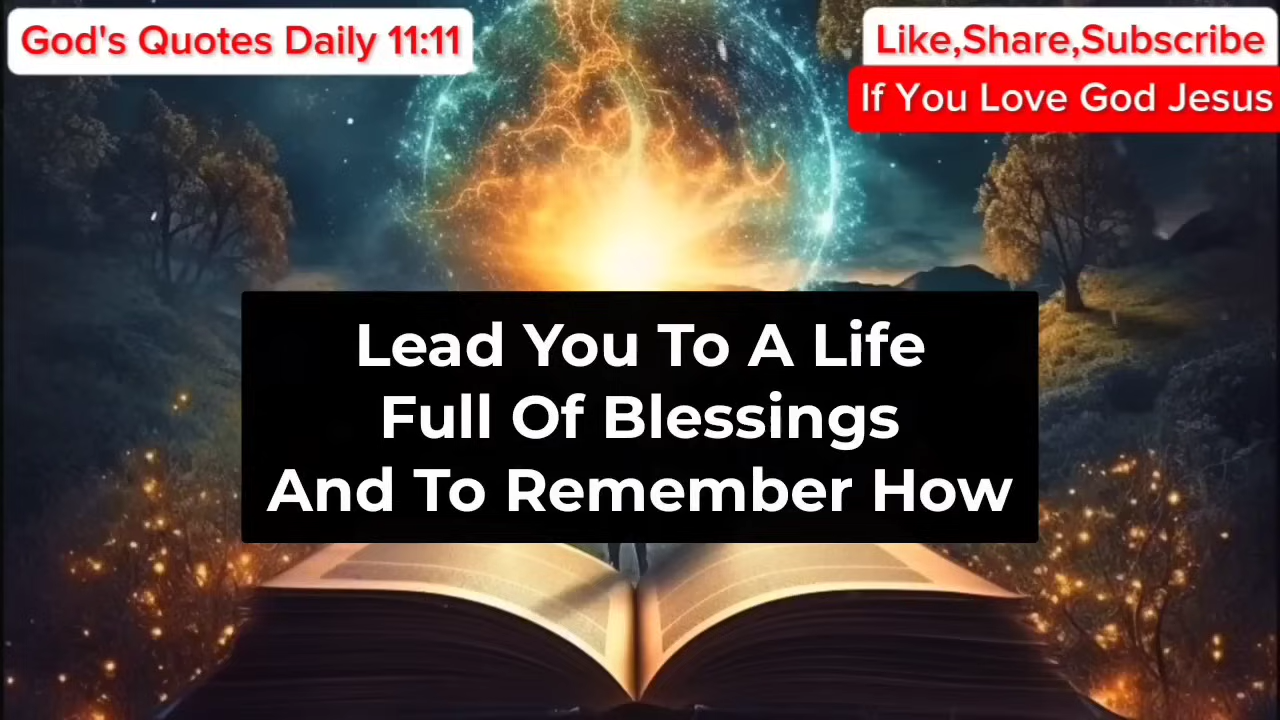 God's Quotes Daily 11:11
Like,Share,Subscribe
If You Love God Jesus
Lead You To A Life
Full Of Blessings
And To Remember How